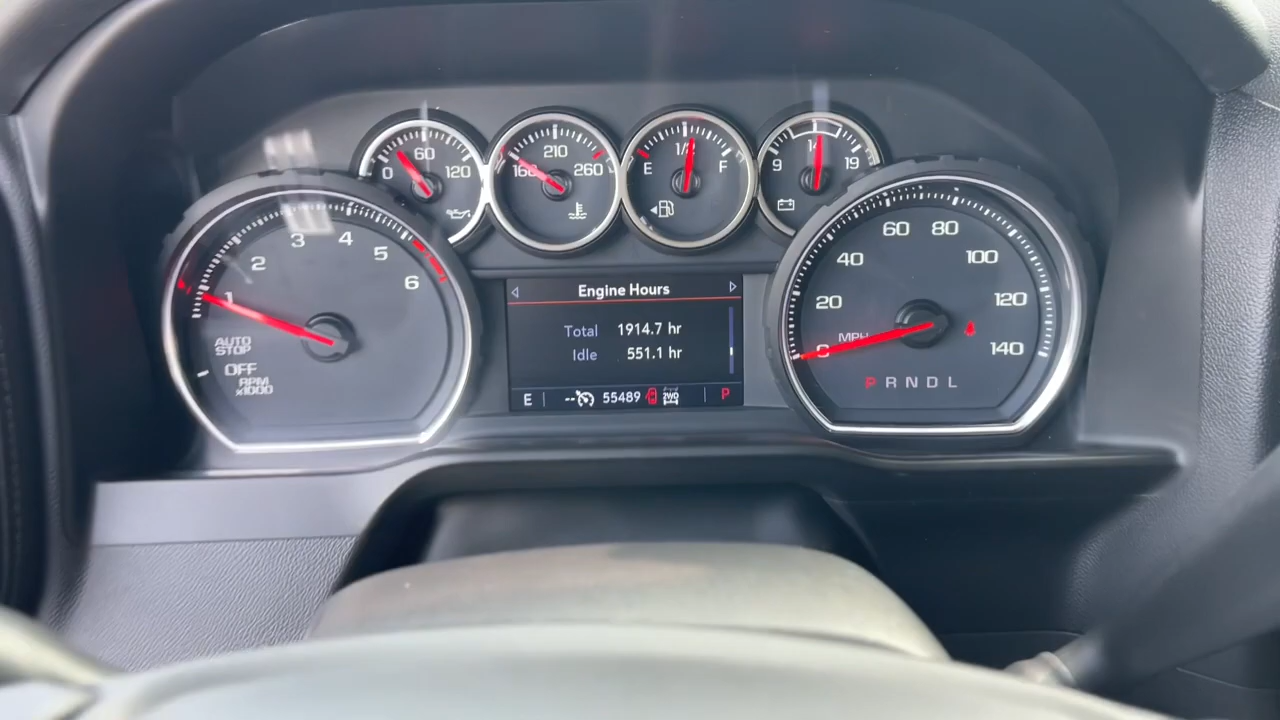 0 60 120
160 210 260
E 1/2 F
9 14 19
1 2 3 4 5 6
AUTO
STOP
OFF
RPM
x1000
Engine Hours
Total 1914.7 hr
Idle 551.1 hr
E -- 55489 2WD P
0 20 40 60 80 100 120 140
MPH
P R N D L